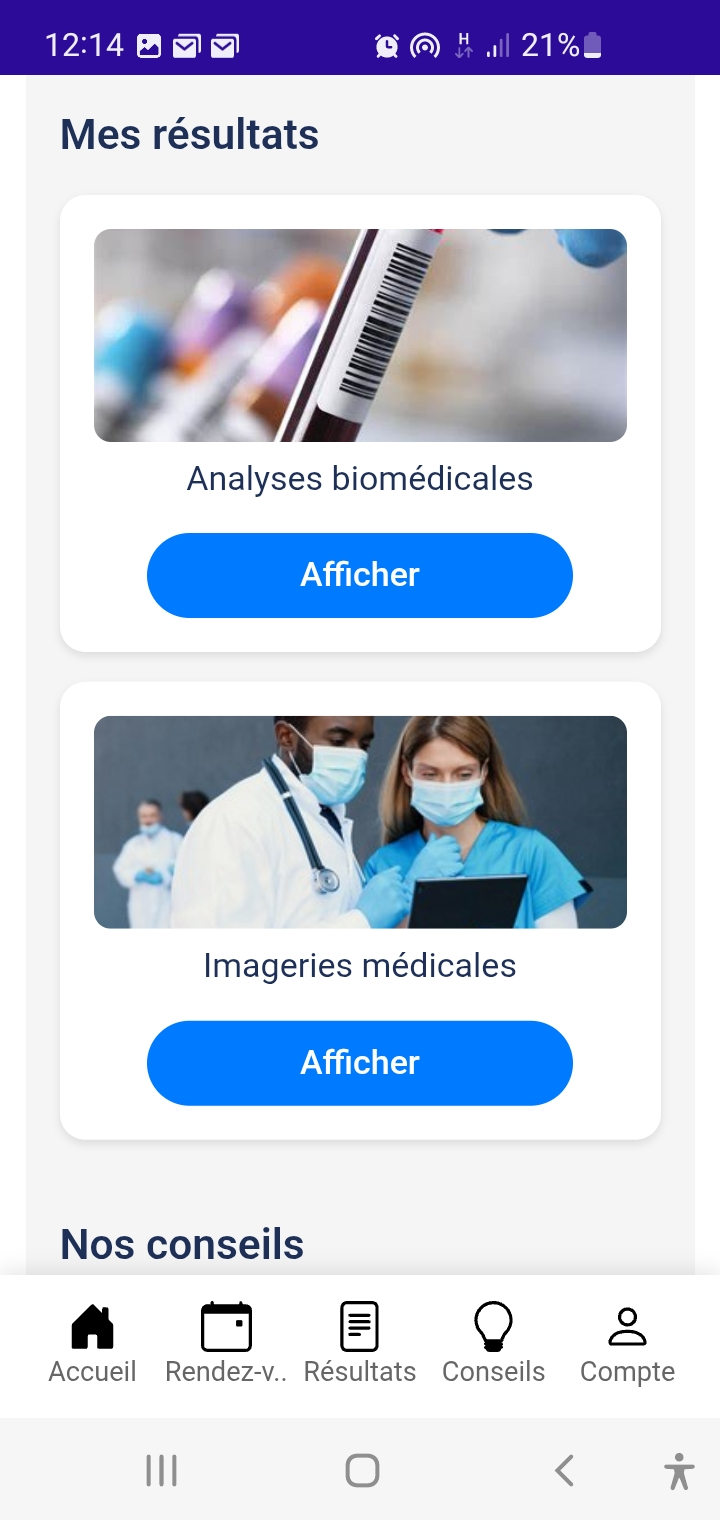 12:14 H 21%
Mes résultats
Analyses biomédicales
Afficher
Imageries médicales
Afficher
Nos conseils
Accueil Rendez-v.. Résultats Conseils Compte